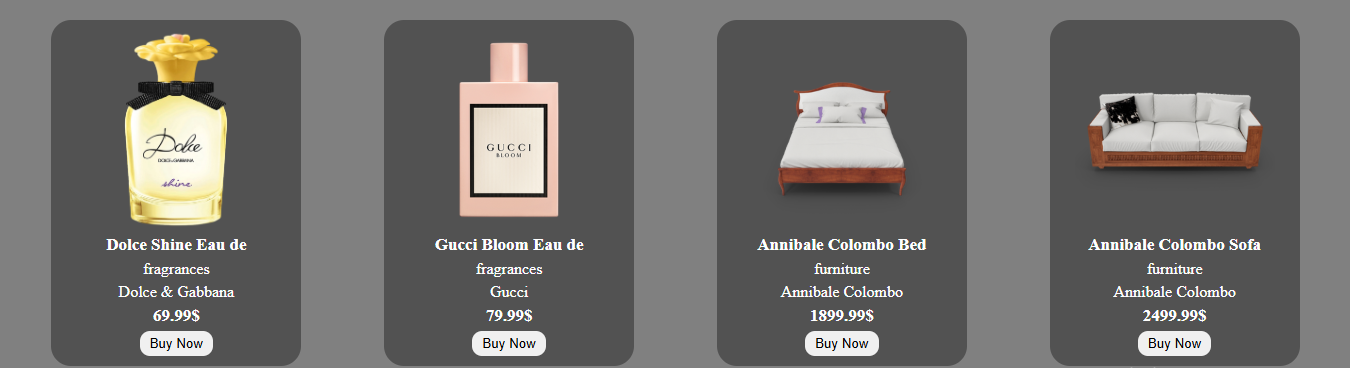 Dolce
DOLCE&GABBANA
shine
Dolce Shine Eau de
fragrances
Dolce & Gabbana
69.99$
Buy Now
GUCCI
BLOOM
Gucci Bloom Eau de
fragrances
Gucci
79.99$
Buy Now
Annibale Colombo Bed
furniture
Annibale Colombo
1899.99$
Buy Now
Annibale Colombo Sofa
furniture
Annibale Colombo
2499.99$
Buy Now